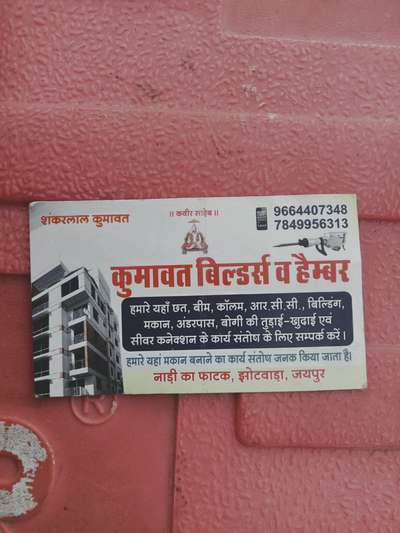 शंकरलाल कुमावत
॥ कबीर साहेब ॥
9664407348
7849956313
कुमावत बिल्डर्स व हैम्बर
हमारे यहाँ छत, बीम, कॉलम, आर.सी.सी., बिल्डिंग,
मकान, अंडरपास, बोगी की तुड़ाई-खुदाई एवं
सीवर कनेक्शन के कार्य संतोष के लिए सम्पर्क करें।
हमारे यहां मकान बनाने का कार्य संतोष जनक किया जाता है।
नाड़ी का फाटक, झोटवाड़ा, जयपुर